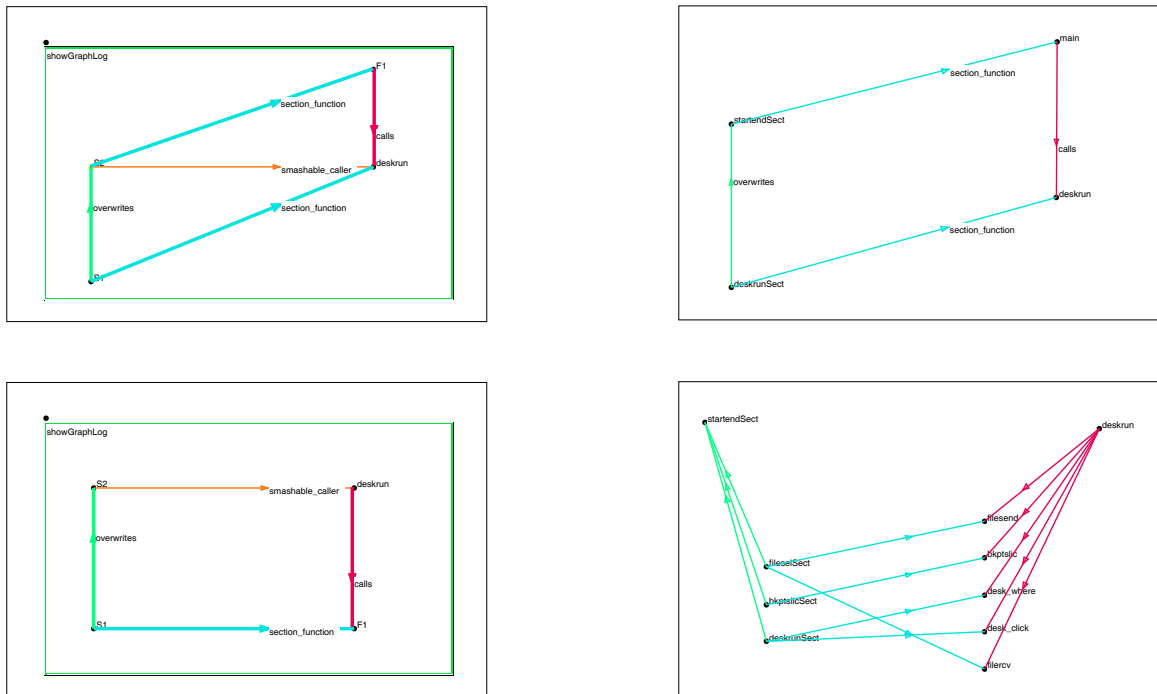 showGraphLog
F1
section_function
calls
S2
deskrun
smashable_caller
overwrites
section_function
S1
main
section_function
startendSect
calls
overwrites
deskrun
section_function
deskrunSect
showGraphLog
S2
deskrun
smashable_caller
overwrites
calls
S1
F1
section_function
startendSect
deskrun
filesend
bkptslic
fileselSect
desk_where
bkptslicSect
desk_click
deskrunSect
filercv